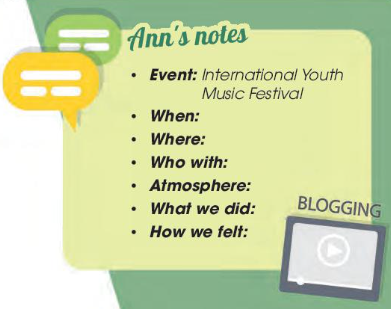 Ann's notes
• Event: International Youth
Music Festival
• When:
• Where:
• Who with:
• Atmosphere:
• What we did:
• How we felt:
BLOGGING